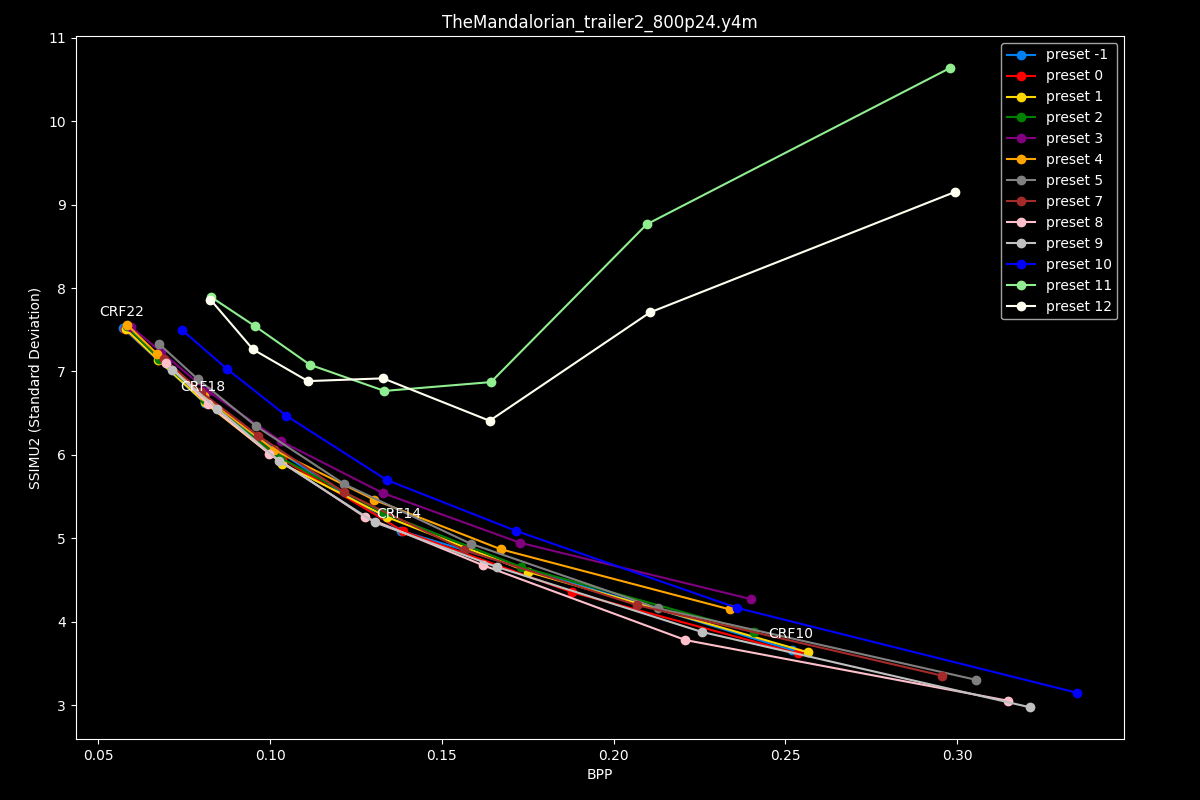 TheMandalorian_trailer2_800p24.y4m
11
10
9
8
7
6
5
4
3
SSIMU2 (Standard Deviation)
CRF22
CRF18
CRF14
CRF10
preset -1
preset 0
preset 1
preset 2
preset 3
preset 4
preset 5
preset 7
preset 8
preset 9
preset 10
preset 11
preset 12
0.05 0.10 0.15 0.20 0.25 0.30
BPP